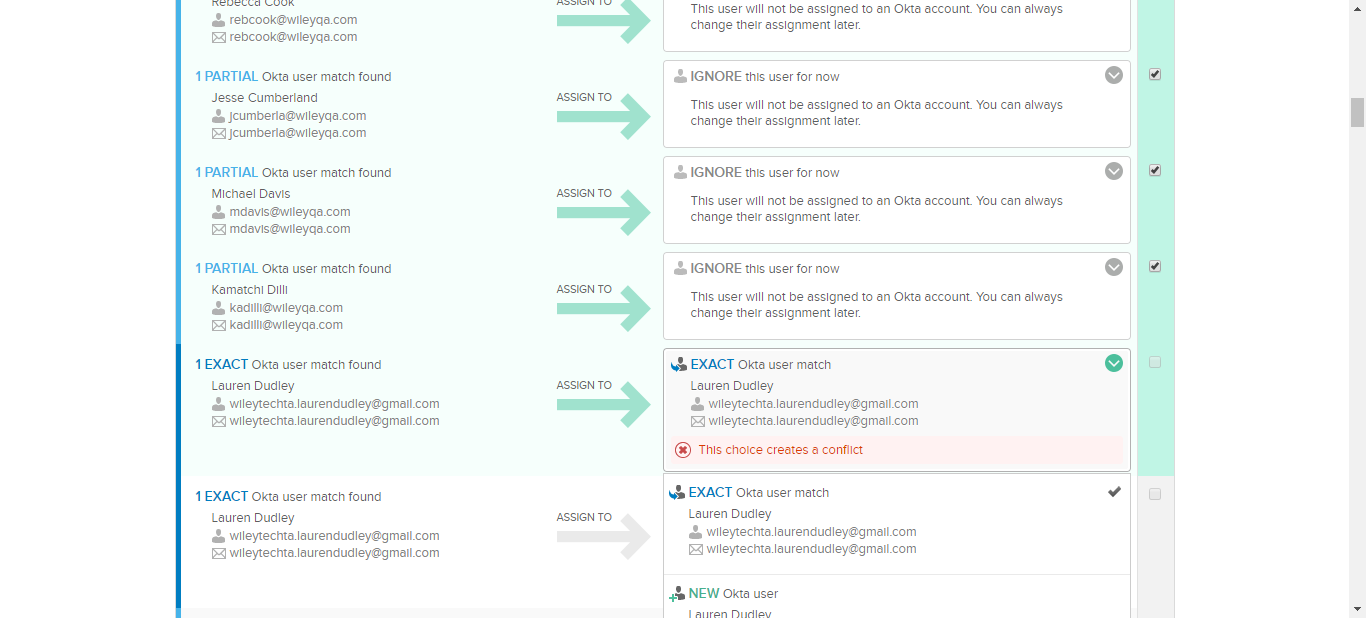 Rebecca Cook
rebcook@wileyqa.com
rebcook@wileyqa.com
ASSIGN TO
This user will not be assigned to an Okta account. You can always
change their assignment later.
1 PARTIAL Okta user match found
Jesse Cumberland
jcumberla@wileyqa.com
jcumberla@wileyqa.com
ASSIGN TO
IGNORE this user for now
This user will not be assigned to an Okta account. You can always
change their assignment later.
1 PARTIAL Okta user match found
Michael Davis
mdavis@wileyqa.com
mdavis@wileyqa.com
ASSIGN TO
IGNORE this user for now
This user will not be assigned to an Okta account. You can always
change their assignment later.
1 PARTIAL Okta user match found
Kamatchi Dilli
kadilli@wileyqa.com
kadilli@wileyqa.com
ASSIGN TO
IGNORE this user for now
This user will not be assigned to an Okta account. You can always
change their assignment later.
1 EXACT Okta user match found
Lauren Dudley
wileytechta.laurendudley@gmail.com
wileytechta.laurendudley@gmail.com
ASSIGN TO
EXACT Okta user match
Lauren Dudley
wileytechta.laurendudley@gmail.com
wileytechta.laurendudley@gmail.com
This choice creates a conflict
1 EXACT Okta user match found
Lauren Dudley
wileytechta.laurendudley@gmail.com
wileytechta.laurendudley@gmail.com
ASSIGN TO
EXACT Okta user match
Lauren Dudley
wileytechta.laurendudley@gmail.com
wileytechta.laurendudley@gmail.com
NEW Okta user
Lauren Dudley